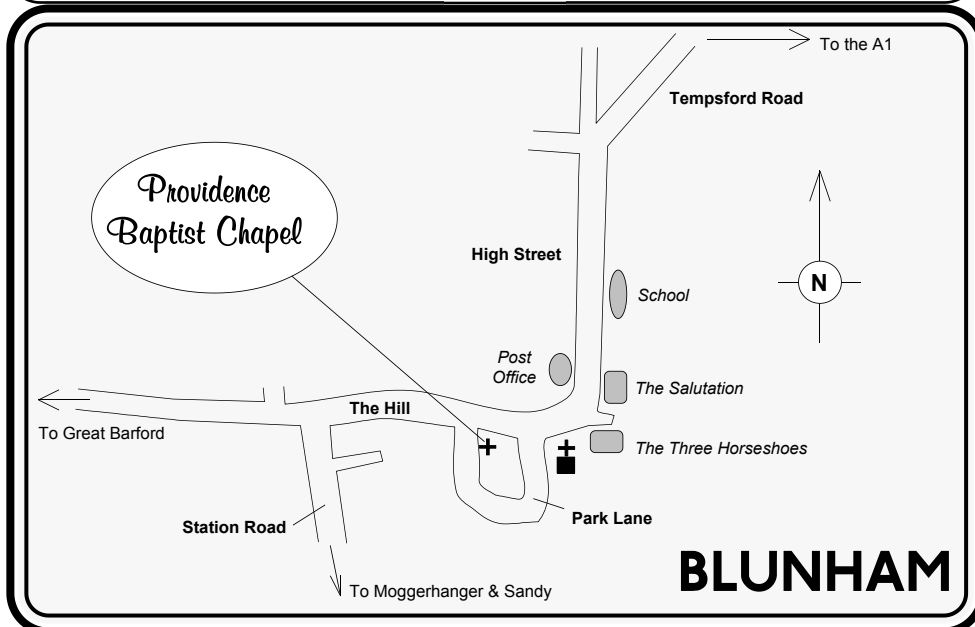 To the A1
Tempsford Road
Providence
Baptist Chapel
High Street
N
School
Post
Office
The Salutation
The Hill
To Great Barford
The Three Horseshoes
Station Road
Park Lane
BLUNHAM
To Moggerhanger & Sandy